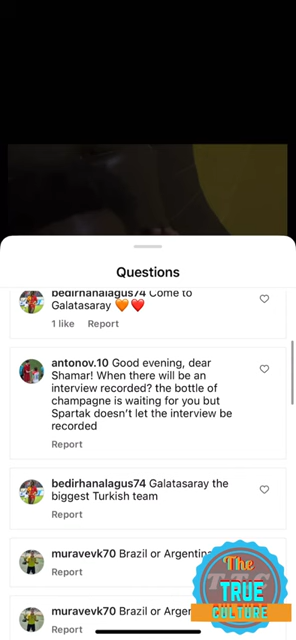 Questions
bedirhanalagus74 Come to
Galatasaray 🧡❤️
1 like Report
antonov.10 Good evening, dear
Shamar! When there will be an
interview recorded? the bottle of
champagne is waiting for you but
Spartak doesn't let the interview be
recorded
Report
bedirhanalagus74 Galatasaray the
biggest Turkish team
Report
muravevk70 Brazil or Argentina
Report
muravevk70 Brazil or Arge
Report
The
TTC
TRUE
CULTURE